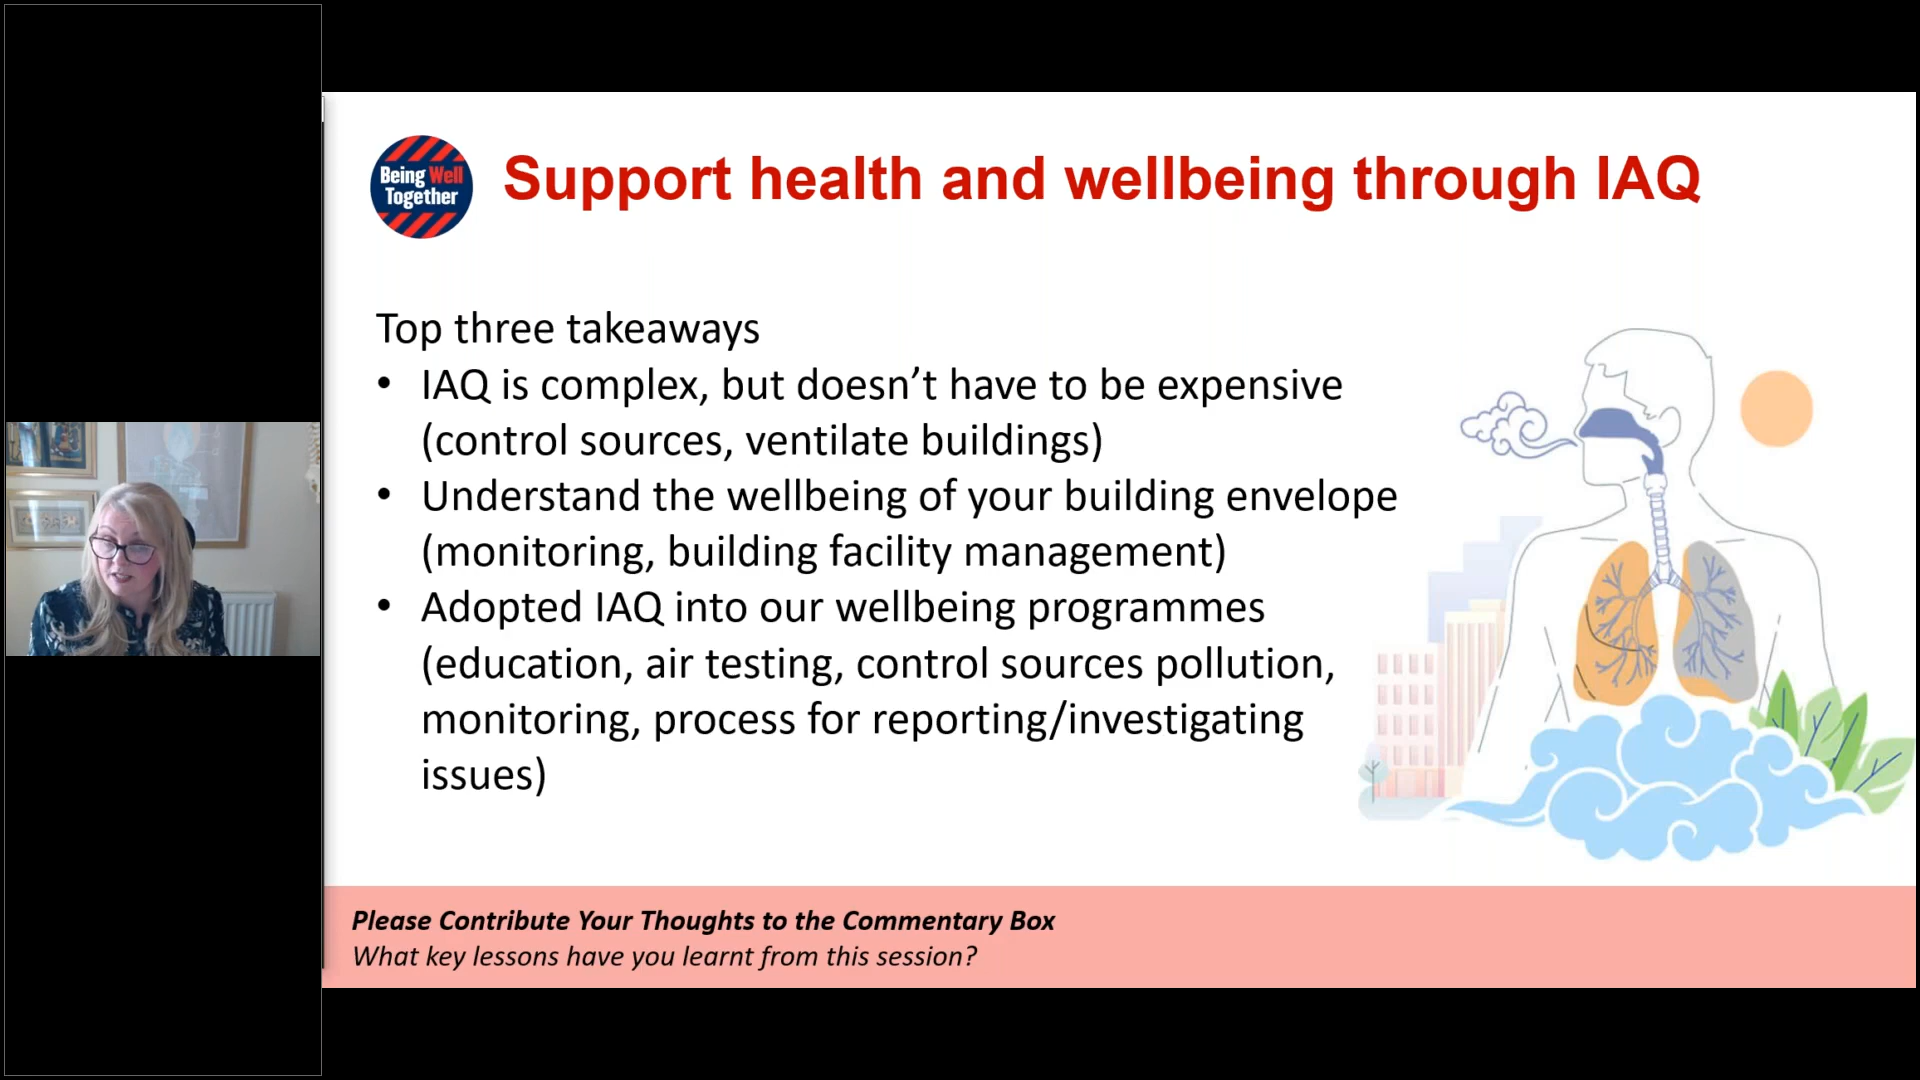 Being Well
Together
Support health and wellbeing through IAQ
Top three takeaways
• IAQ is complex, but doesn’t have to be expensive
(control sources, ventilate buildings)
• Understand the wellbeing of your building envelope
(monitoring, building facility management)
• Adopted IAQ into our wellbeing programmes
(education, air testing, control sources pollution,
monitoring, process for reporting/investigating
issues)
Please Contribute Your Thoughts to the Commentary Box
What key lessons have you learnt from this session?